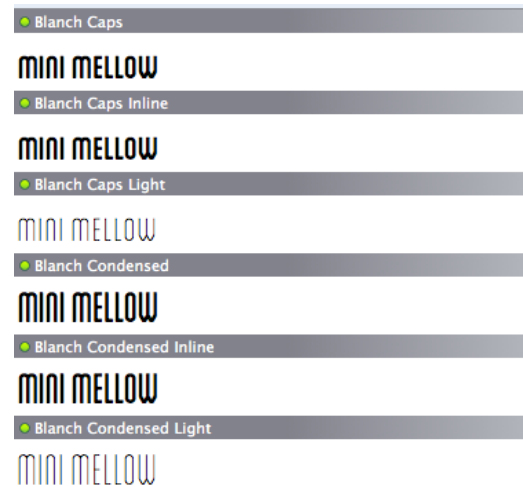 Blanch Caps
MINI MELLOW
Blanch Caps Inline
MINI MELLOW
Blanch Caps Light
MINI MELLOW
Blanch Condensed
MINI MELLOW
Blanch Condensed Inline
MINI MELLOW
Blanch Condensed Light
MINI MELLOW